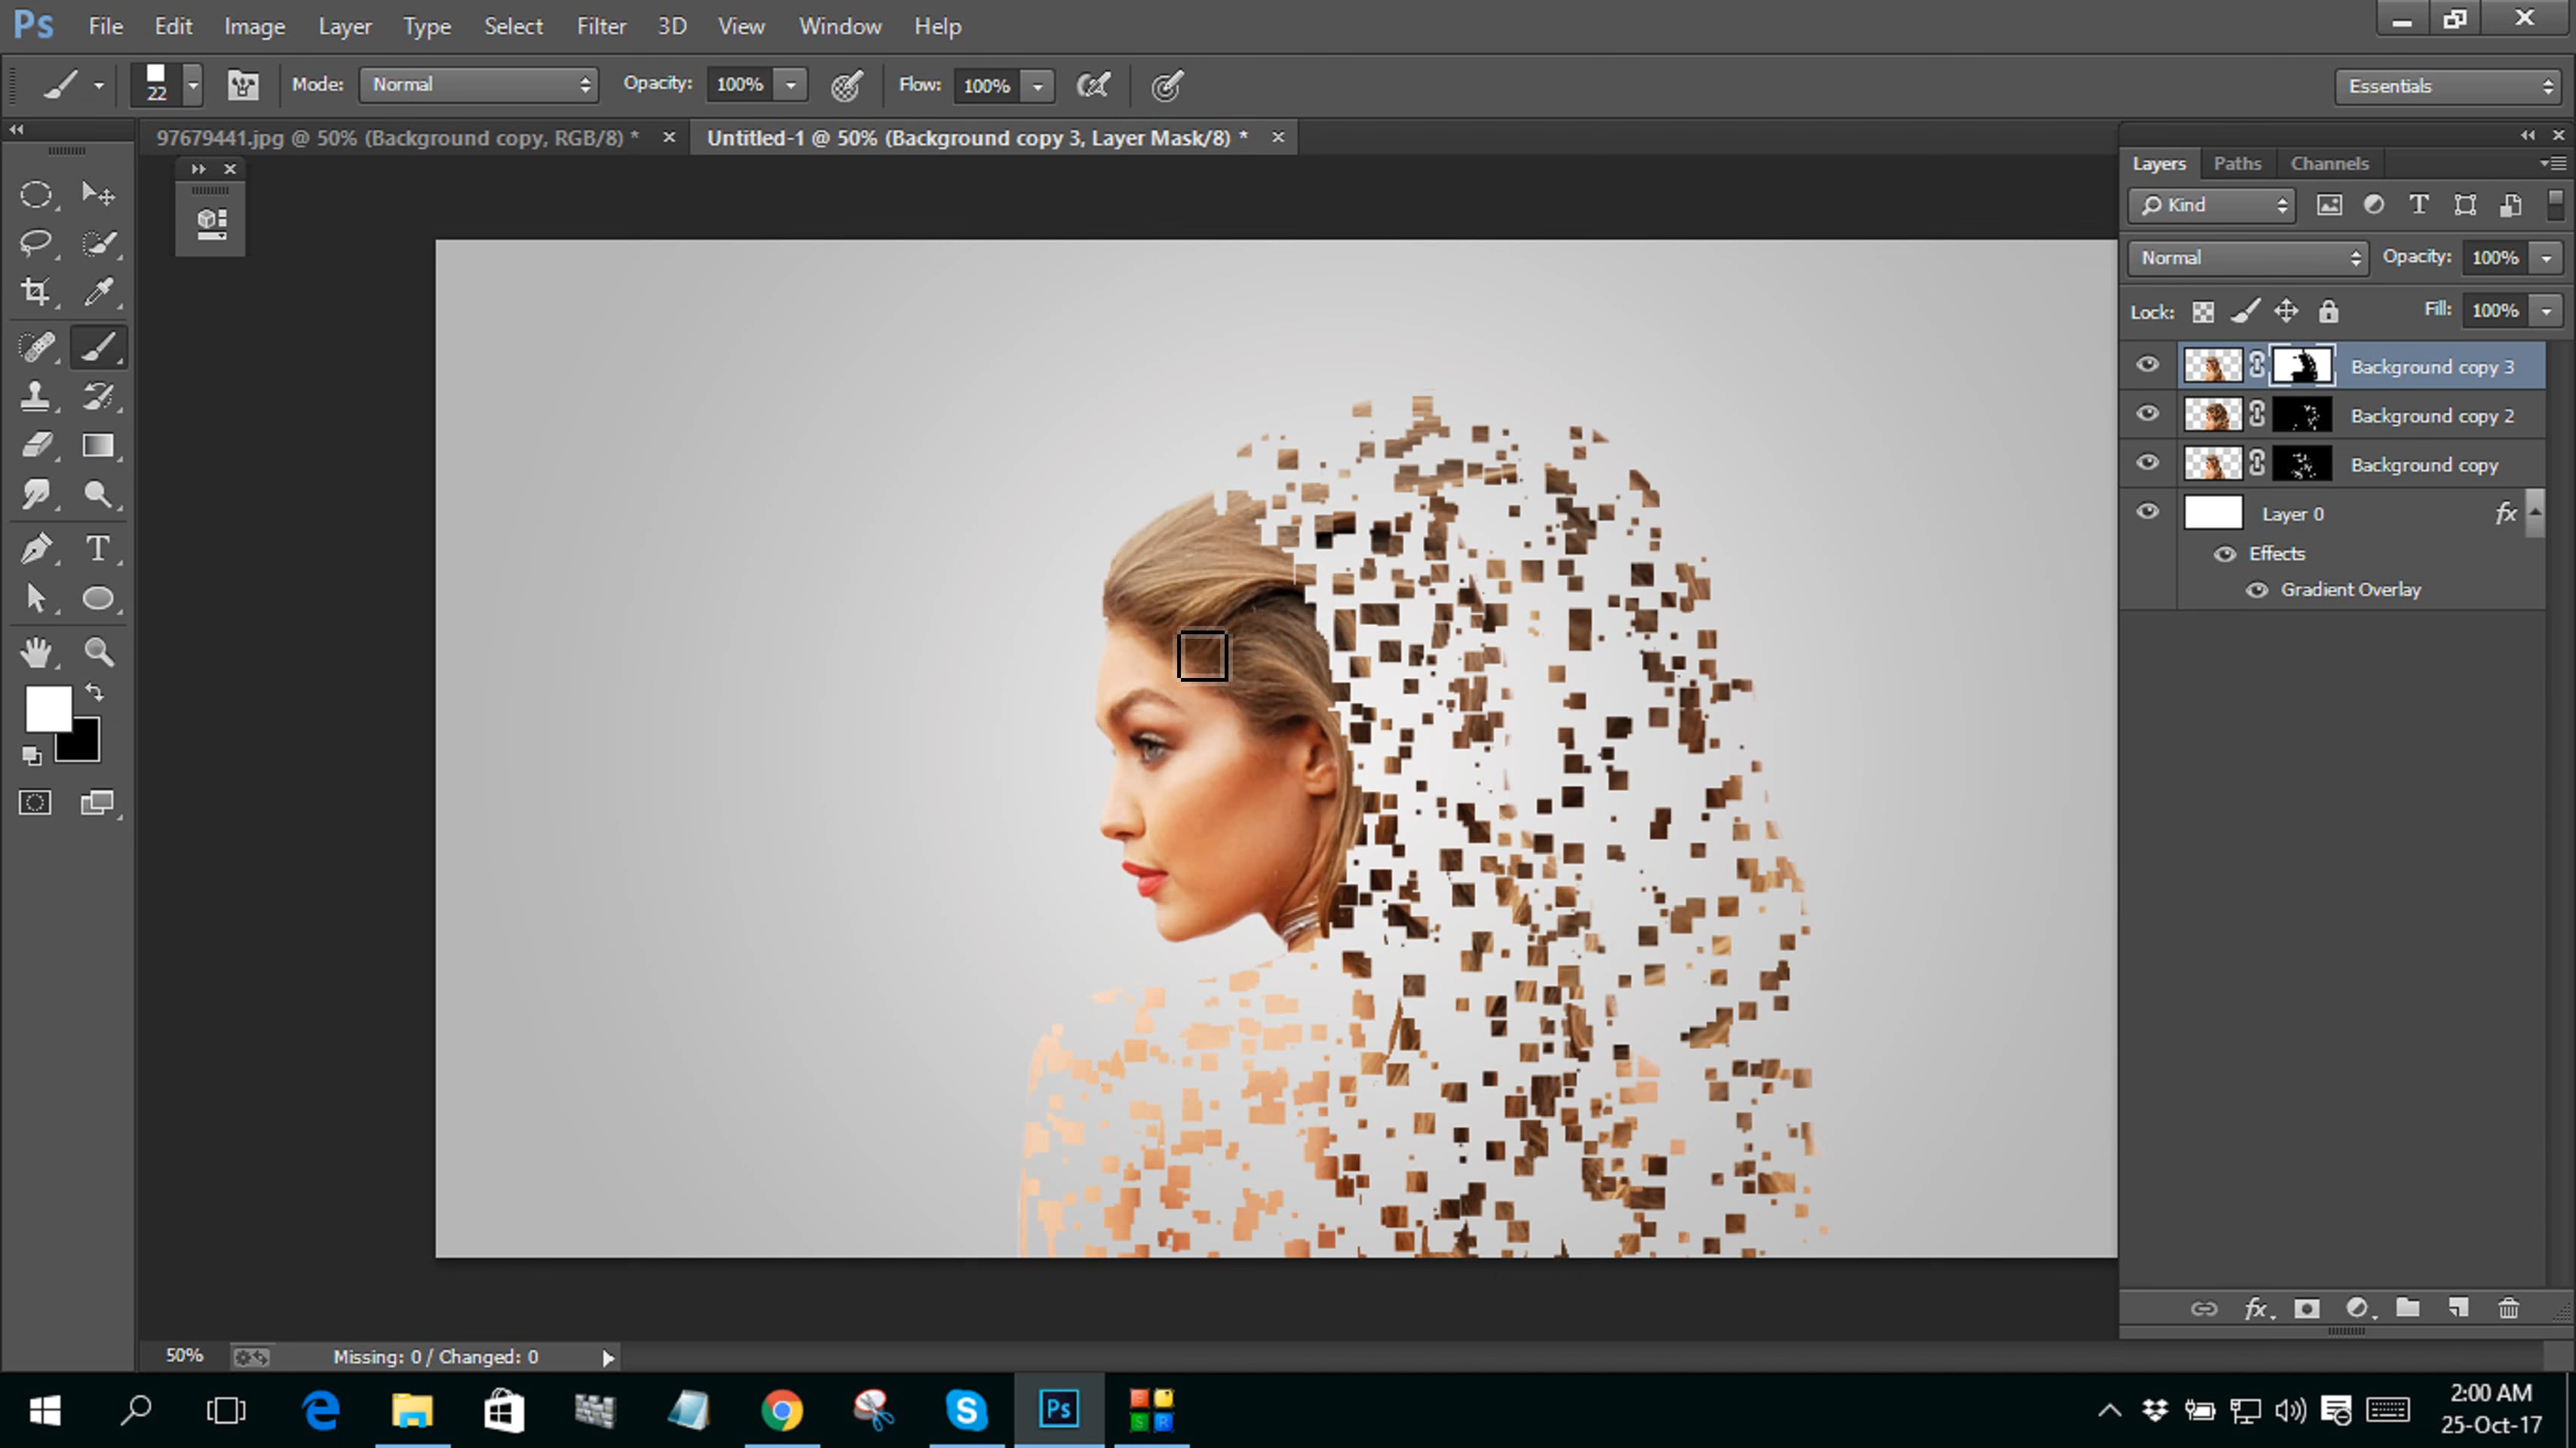 Ps File Edit Image Layer Type Select Filter 3D View Window Help
22 Mode: Normal Opacity: 100% Flow: 100% Essentials
97679441.jpg @ 50% (Background copy, RGB/8) * Untitled-1 @ 50% (Background copy 3, Layer Mask/8) *
Layers Paths Channels
Kind
Normal Opacity: 100%
Lock: Fill: 100%
Background copy 3
Background copy 2
Background copy
Layer 0 fx
Effects
Gradient Overlay
fx
50% Missing: 0 / Changed: 0
Ps
2:00 AM
25-Oct-17